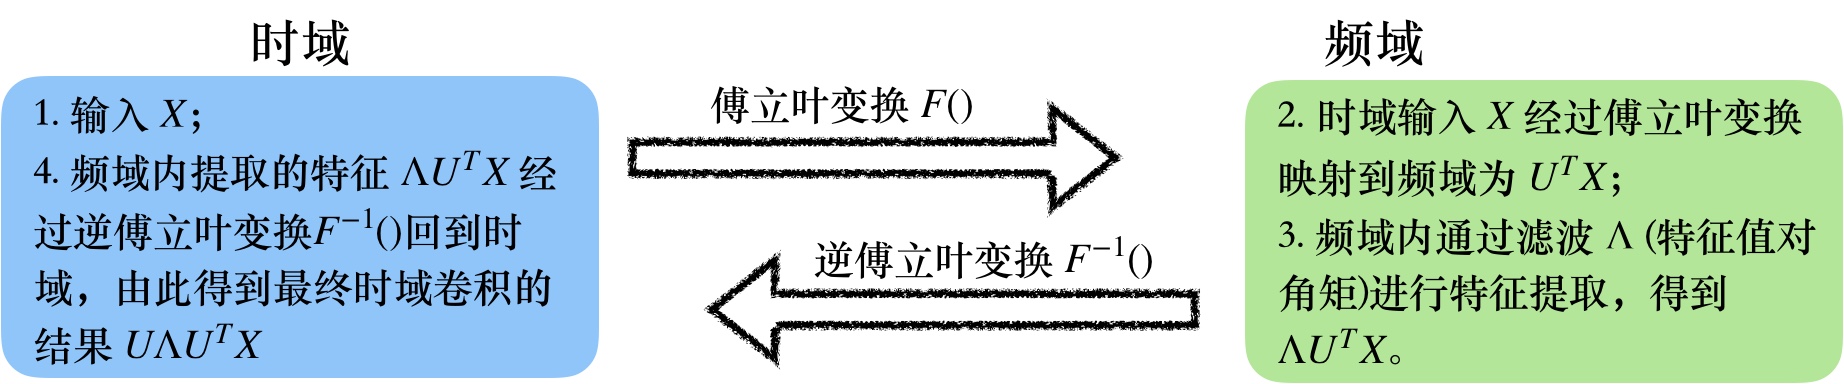 时域
1. 输入 X；
4. 频域内提取的特征 ΛU^T X 经
过逆傅立叶变换F^{-1}()回到时
域，由此得到最终时域卷积的
结果 UΛU^T X
傅立叶变换 F()
逆傅立叶变换 F^{-1}()
频域
2. 时域输入 X 经过傅立叶变换
映射到频域为 U^T X；
3. 频域内通过滤波 Λ (特征值对
角矩)进行特征提取，得到
ΛU^T X。